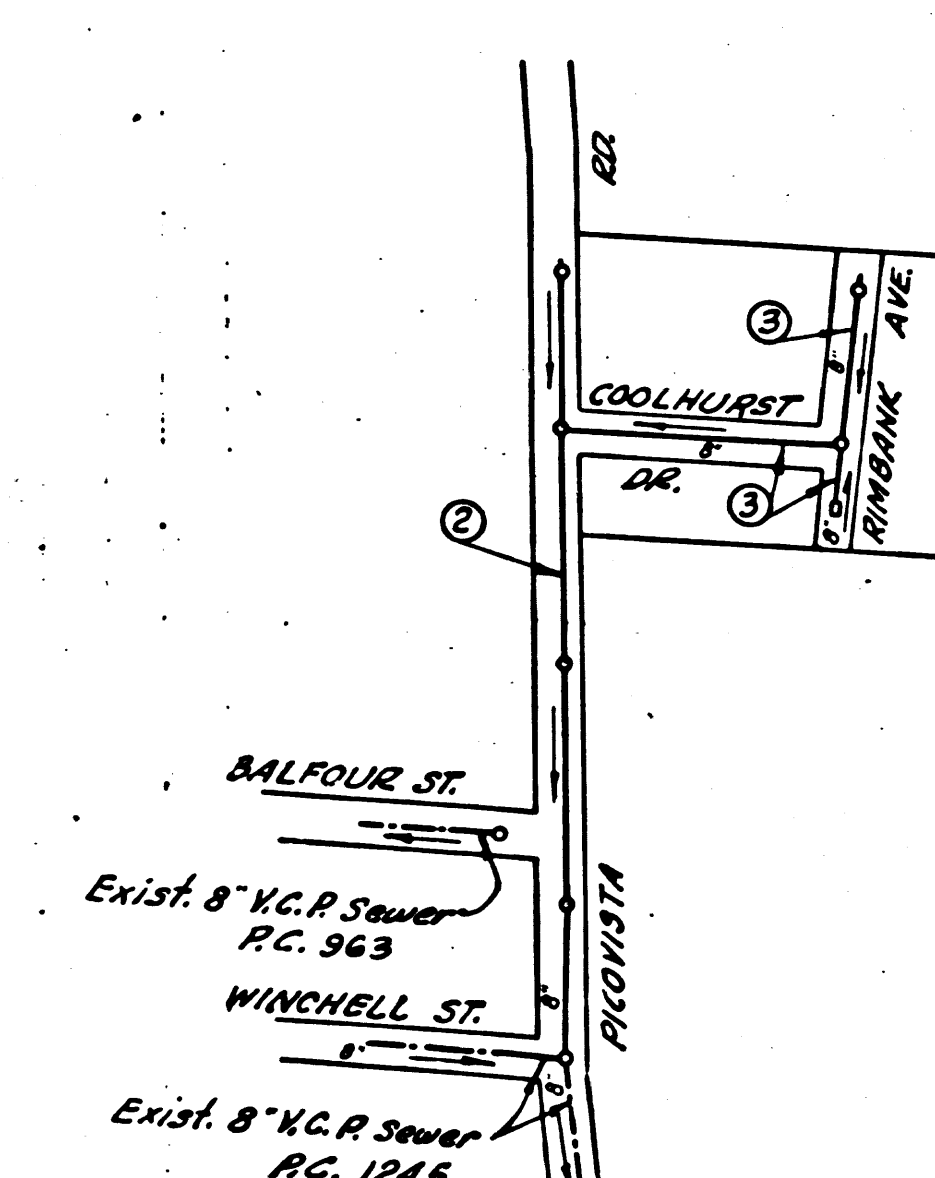 RD.
AVE.
3
8"
COOLHURST
8"
DR.
3
8"
RIMBANK
2
BALFOUR ST.
Exist. 8" V.C.P. Sewer
P.C. 963
PICOVISTA
WINCHELL ST.
8"
8"
8"
Exist. 8" V.C.P. Sewer
P.C.